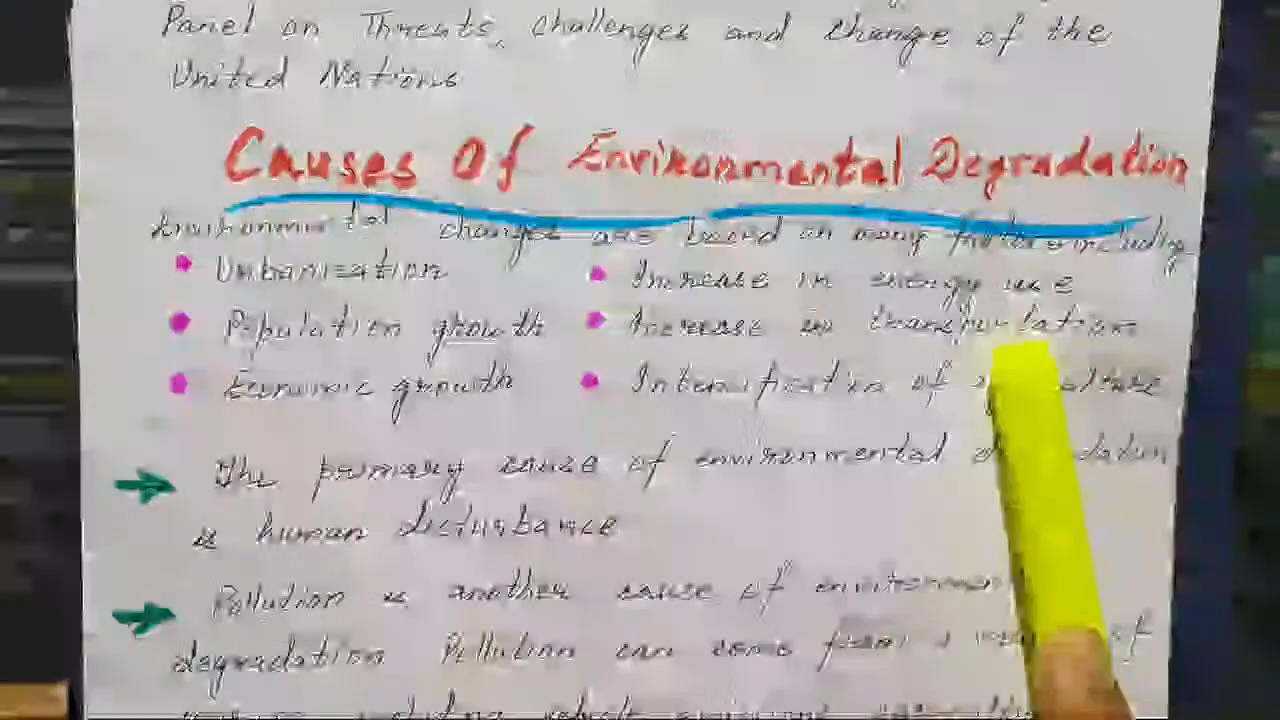 Panel on Threats, challenges and change of the
United Nations
Causes Of Environmental Degradation
Environmental changes are based on many factors including
• Urbanization • Increase in energy use
• Population growth • Increase in transportation
• Economic growth • Intensification of
The primary cause of environmental
is human disturbance
Pollution is another cause of
degradation Pollution can come from a of